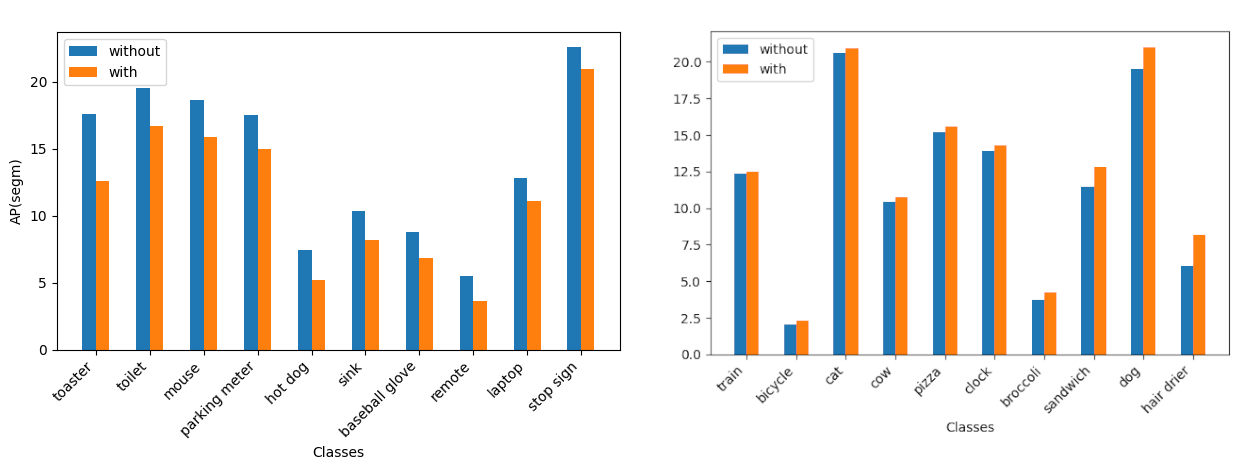 without
with
20
15
10
5
0
AP(segm)
toaster
toilet
mouse
parking meter
hot dog
sink
baseball glove
remote
laptop
stop sign
Classes
without
with
20.0
17.5
15.0
12.5
10.0
7.5
5.0
2.5
0.0
train
bicycle
cat
cow
pizza
clock
broccoli
sandwich
dog
hair drier
Classes